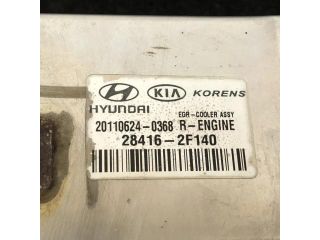 HYUNDAI KIA KORENS
EGR-COOLER ASSY
20110624-0368 R-ENGINE
28416-2F140